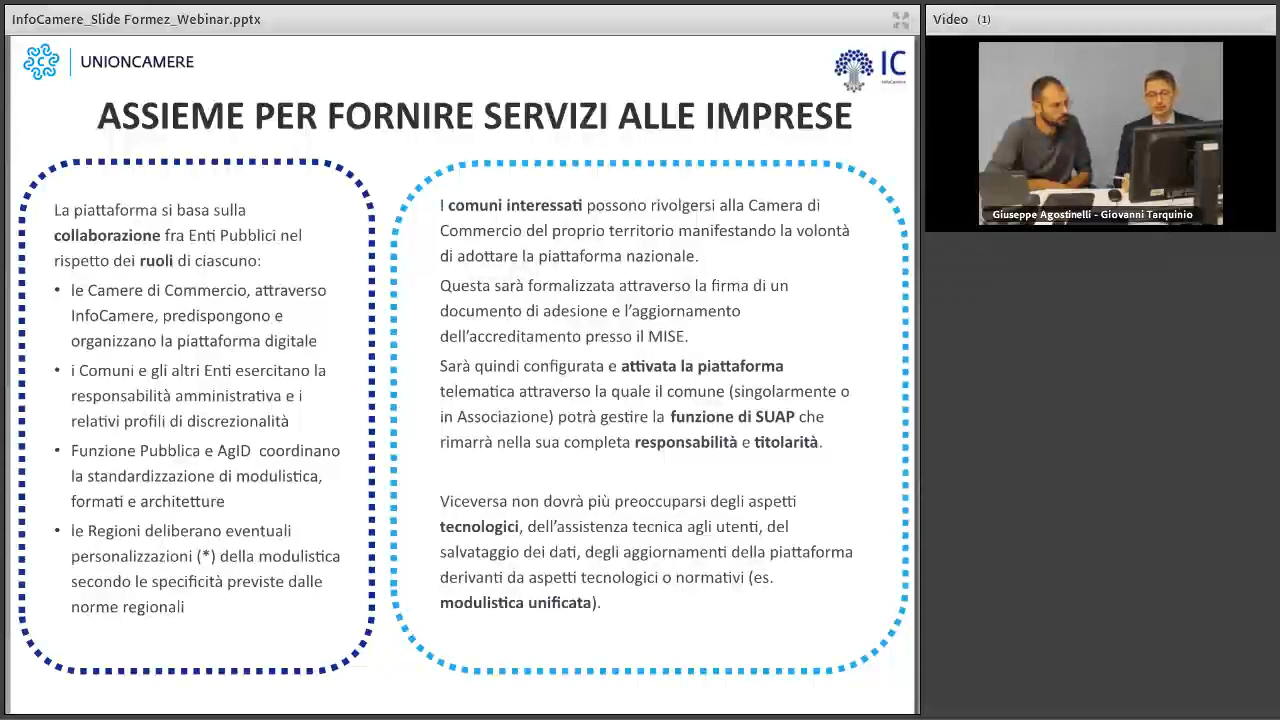 InfoCamere_Slide Formez_Webinar.pptx
Video (1)
UNIONCAMERE
IC
InfoCamere
ASSIEME PER FORNIRE SERVIZI ALLE IMPRESE
La piattaforma si basa sulla
collaborazione fra Enti Pubblici nel
rispetto dei ruoli di ciascuno:
• le Camere di Commercio, attraverso
InfoCamere, predispongono e
organizzano la piattaforma digitale
• i Comuni e gli altri Enti esercitano la
responsabilità amministrativa e i
relativi profili di discrezionalità
• Funzione Pubblica e AgID coordinano
la standardizzazione di modulistica,
formati e architetture
• le Regioni deliberano eventuali
personalizzazioni (*) della modulistica
secondo le specificità previste dalle
norme regionali
I comuni interessati possono rivolgersi alla Camera di
Commercio del proprio territorio manifestando la volontà
di adottare la piattaforma nazionale.
Questa sarà formalizzata attraverso la firma di un
documento di adesione e l'aggiornamento
dell'accreditamento presso il MISE.
Sarà quindi configurata e attivata la piattaforma
telematica attraverso la quale il comune (singolarmente o
in Associazione) potrà gestire la funzione di SUAP che
rimarrà nella sua completa responsabilità e titolarità.
Viceversa non dovrà più preoccuparsi degli aspetti
tecnologici, dell'assistenza tecnica agli utenti, del
salvataggio dei dati, degli aggiornamenti della piattaforma
derivanti da aspetti tecnologici o normativi (es.
modulistica unificata).
Giuseppe Agostinelli - Giovanni Tarquinio